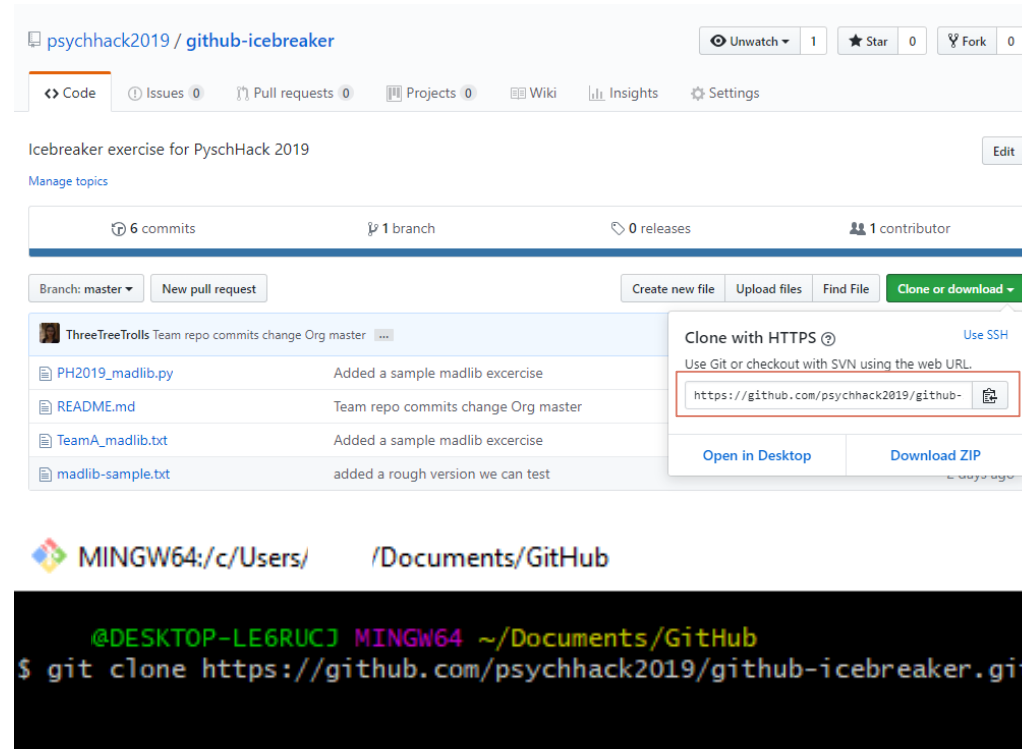 psychhack2019 / github-icebreaker Unwatch 1 Star 0 Fork 0
Code Issues 0 Pull requests 0 Projects 0 Wiki Insights Settings
Icebreaker exercise for PyschHack 2019 Edit
Manage topics
6 commits 1 branch 0 releases 1 contributor
Branch: master New pull request Create new file Upload files Find File Clone or download
ThreeTreeTrolls Team repo commits change Org master ...
PH2019_madlib.py Added a sample madlib excercise
README.md Team repo commits change Org master
TeamA_madlib.txt Added a sample madlib excercise
madlib-sample.txt added a rough version we can test
Clone with HTTPS ? Use SSH
Use Git or checkout with SVN using the web URL.
https://github.com/psychhack2019/github-
Open in Desktop Download ZIP
2 days ago
MINGW64:/c/Users/ /Documents/GitHub
@DESKTOP-LE6RUCJ MINGW64 ~/Documents/GitHub
$ git clone https://github.com/psychhack2019/github-icebreaker.git